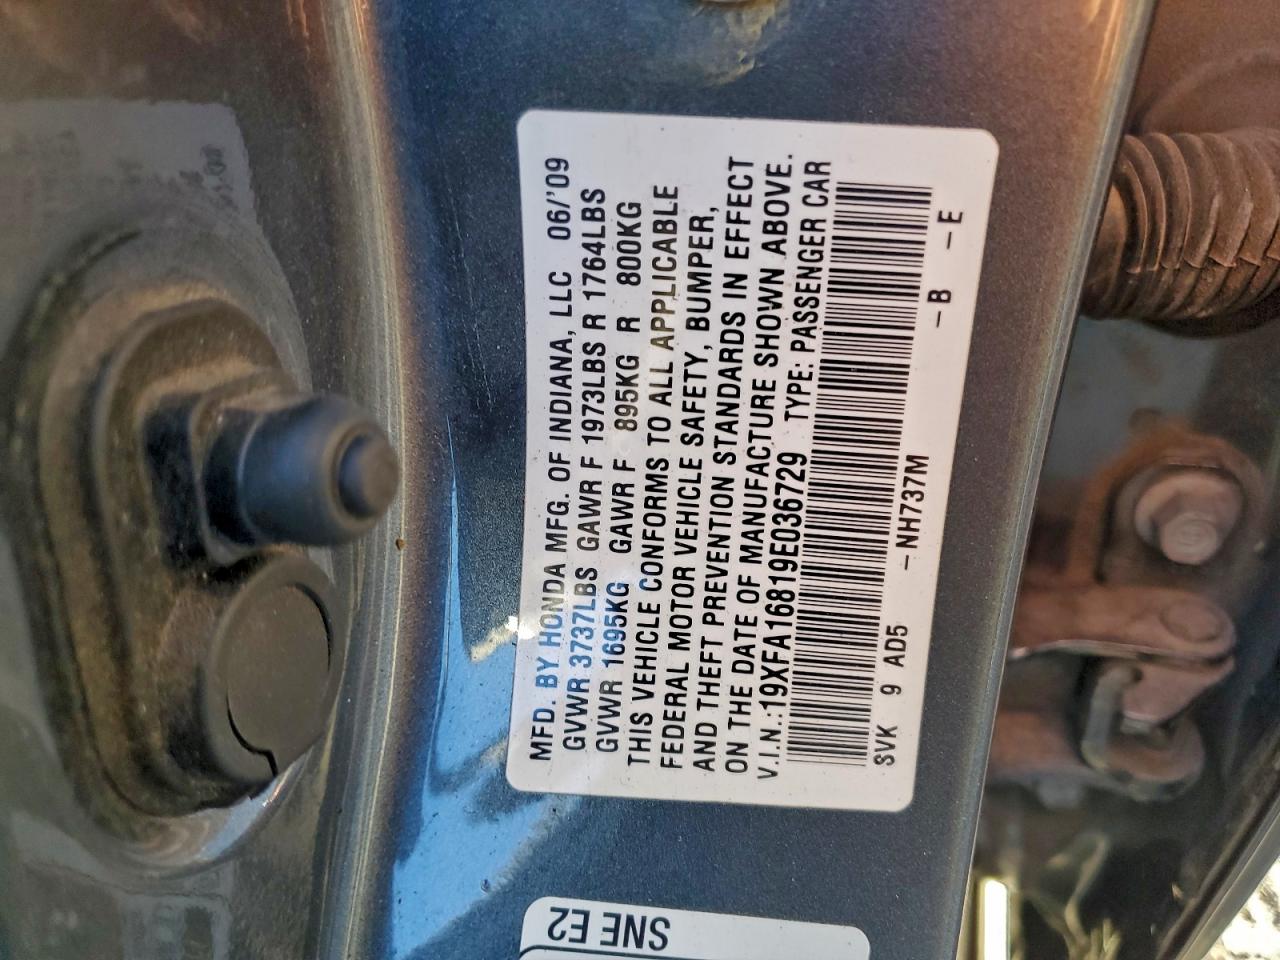 MFD. BY HONDA MFG. OF INDIANA, LLC 06/'09
GVWR 3737LBS GAWR F 1973LBS R 1764LBS
GVWR 1695KG GAWR F 895KG R 800KG
THIS VEHICLE CONFORMS TO ALL APPLICABLE
FEDERAL MOTOR VEHICLE SAFETY, BUMPER,
AND THEFT PREVENTION STANDARDS IN EFFECT
ON THE DATE OF MANUFACTURE SHOWN ABOVE.
V.I.N.:19XFA16819E036729 TYPE: PASSENGER CAR
SVK 9 AD5 -NH737M -B -E
SNE E2